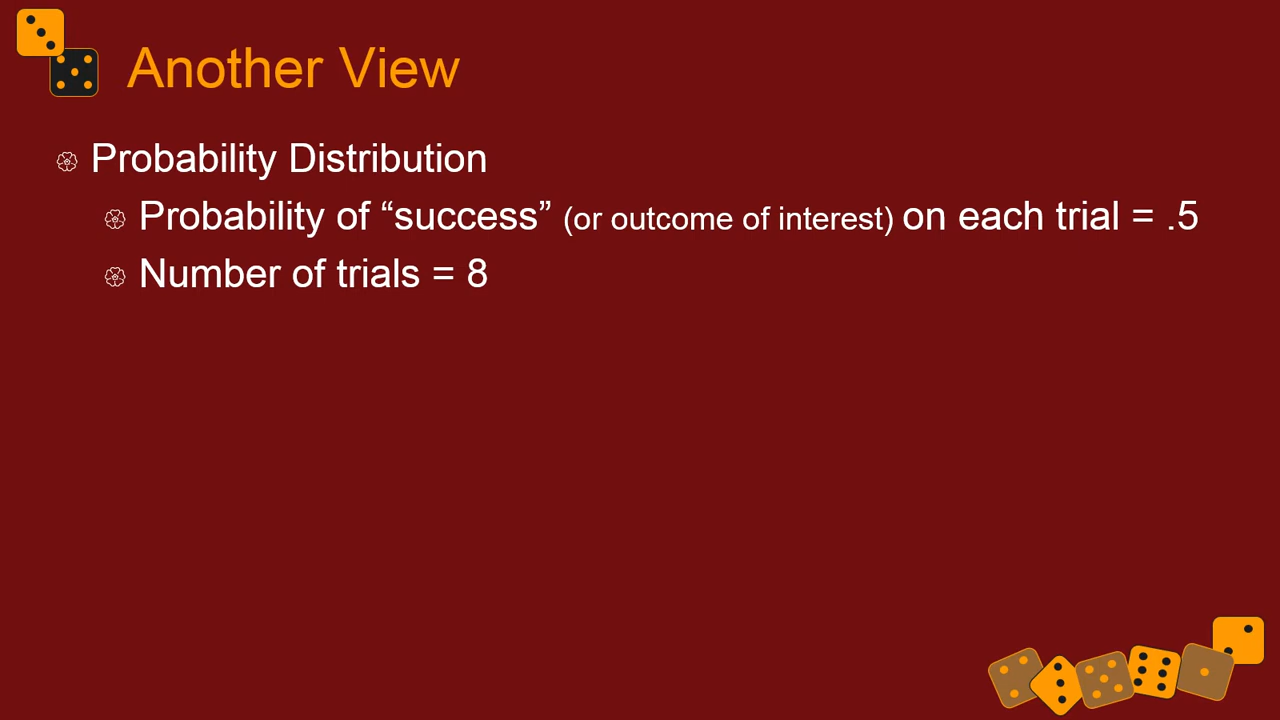 Another View
Probability Distribution
Probability of “success” (or outcome of interest) on each trial = .5
Number of trials = 8